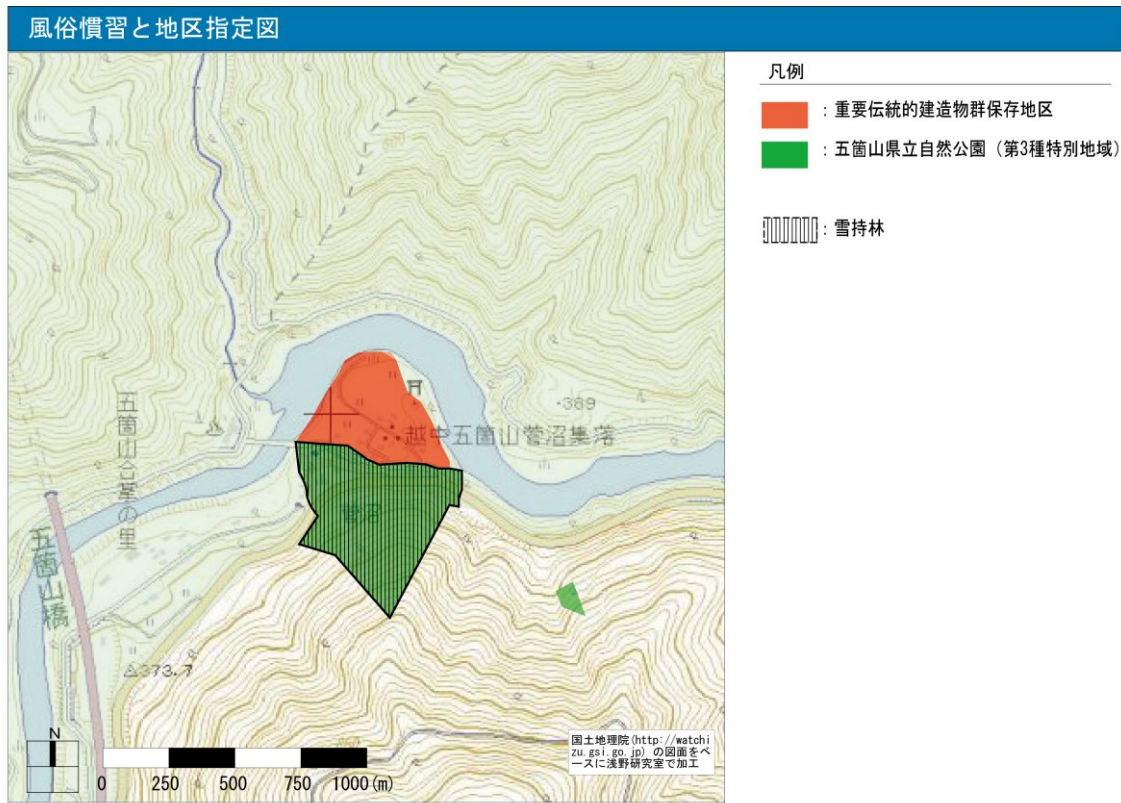 風俗慣習と地区指定図
凡例
：重要伝統的建造物群保存地区
：五箇山県立自然公園（第3種特別地域）
：雪持林
・389
越中五箇山菅沼集落
五箇山合掌の里
菅沼
五箇山橋
△373.7
N
0 250 500 750 1000(m)
国土地理院(http://watchi
zu.gsi.go.jp) の図面をベ
ースに浅野研究室で加工